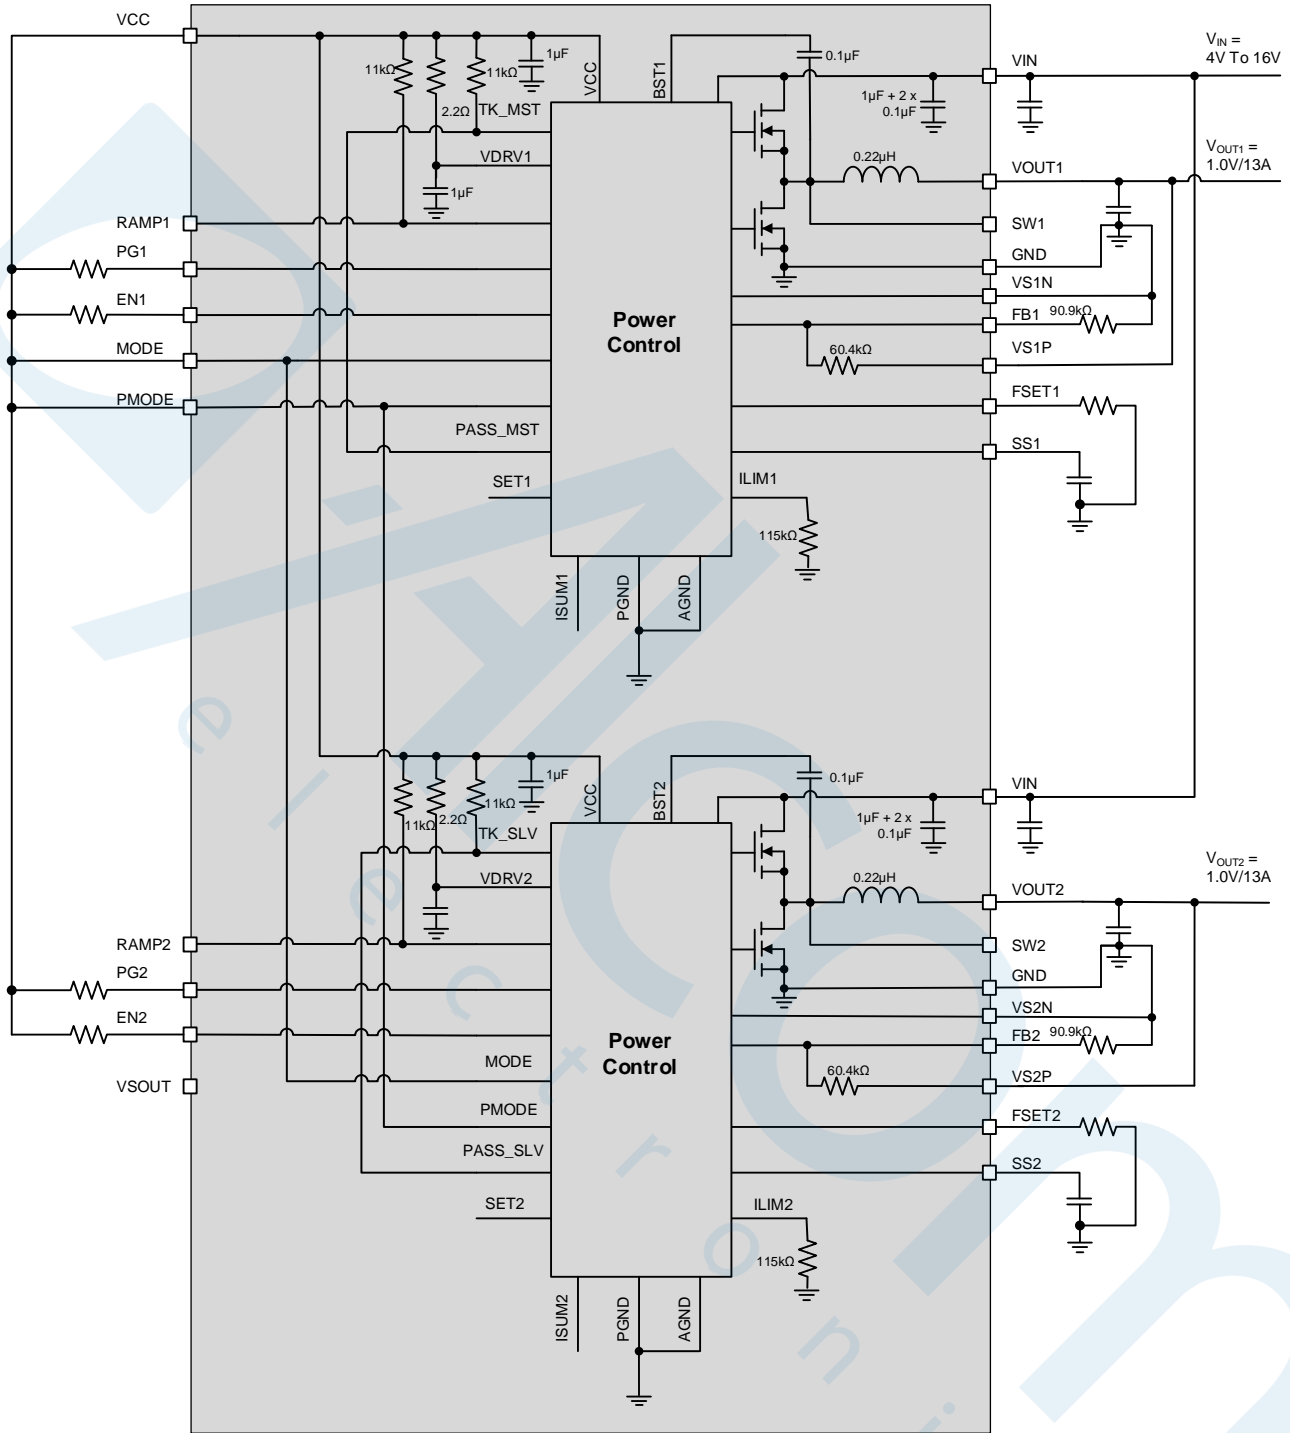 VCC
1µF
11kΩ
2.2Ω
11kΩ
TK_MST
VDRV1
1µF
VCC
BST1
0.1µF
1µF + 2 x
0.1µF
VIN
VIN =
4V To 16V
0.22µH
VOUT1
VOUT1 =
1.0V/13A
RAMP1
SW1
PG1
GND
EN1
VS1N
FB1
90.9kΩ
MODE
Power
Control
60.4kΩ
VS1P
PMODE
FSET1
PASS_MST
SS1
SET1
ILIM1
115kΩ
ISUM1
PGND
AGND
1µF
11kΩ
2.2Ω
11kΩ
TK_SLV
VDRV2
VCC
BST2
0.1µF
1µF + 2 x
0.1µF
VIN
0.22µH
VOUT2
VOUT2 =
1.0V/13A
RAMP2
SW2
PG2
GND
EN2
VS2N
FB2
90.9kΩ
MODE
Power
Control
60.4kΩ
VS2P
VSOUT
PMODE
FSET2
PASS_SLV
SS2
SET2
ILIM2
115kΩ
ISUM2
PGND
AGND